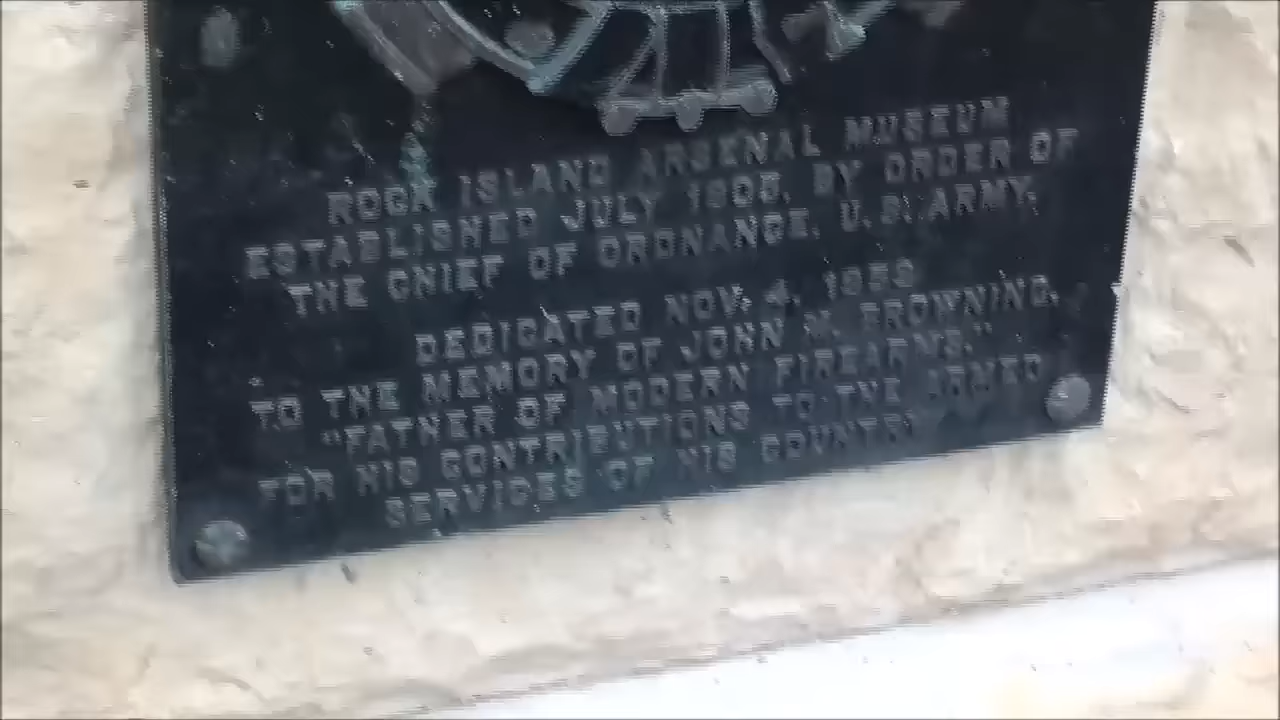 ROCK ISLAND ARSENAL MUSEUM
ESTABLISHED JULY 1905, BY ORDER OF
THE CHIEF OF ORDNANCE, U.S. ARMY.
DEDICATED NOV. 4, 1959
TO THE MEMORY OF JOHN M. BROWNING,
"FATHER OF MODERN FIREARMS,"
FOR HIS CONTRIBUTIONS TO THE ARMED
SERVICES OF HIS COUNTRY